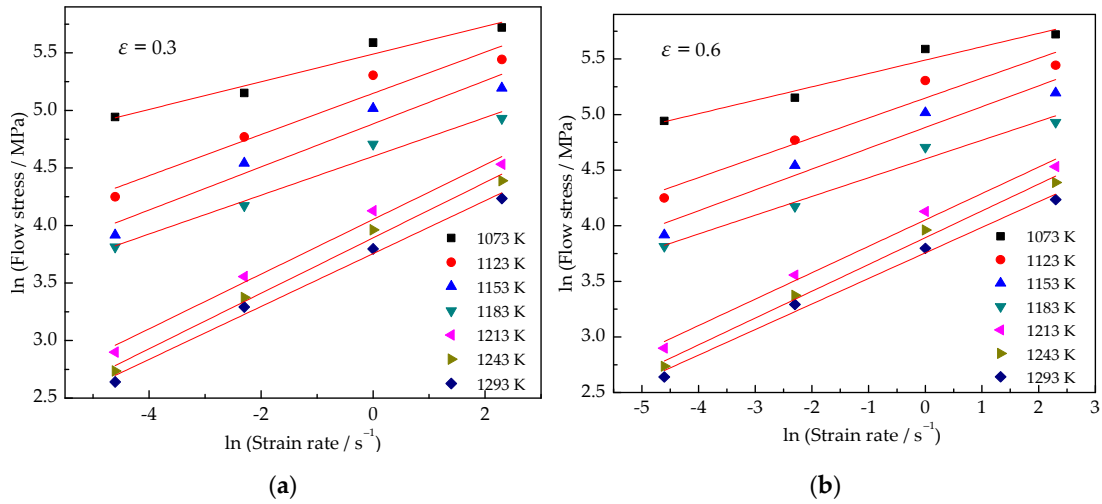 ε = 0.3
5.5
5.0
4.5
4.0
3.5
3.0
2.5
ln (Flow stress / MPa)
1073 K
1123 K
1153 K
1183 K
1213 K
1243 K
1293 K
-4
-2
0
2
ln (Strain rate / s⁻¹)
(a)
ε = 0.6
5.5
5.0
4.5
4.0
3.5
3.0
2.5
ln (Flow stress / MPa)
1073 K
1123 K
1153 K
1183 K
1213 K
1243 K
1293 K
-5
-4
-3
-2
-1
0
1
2
3
ln (Strain rate / s⁻¹)
(b)